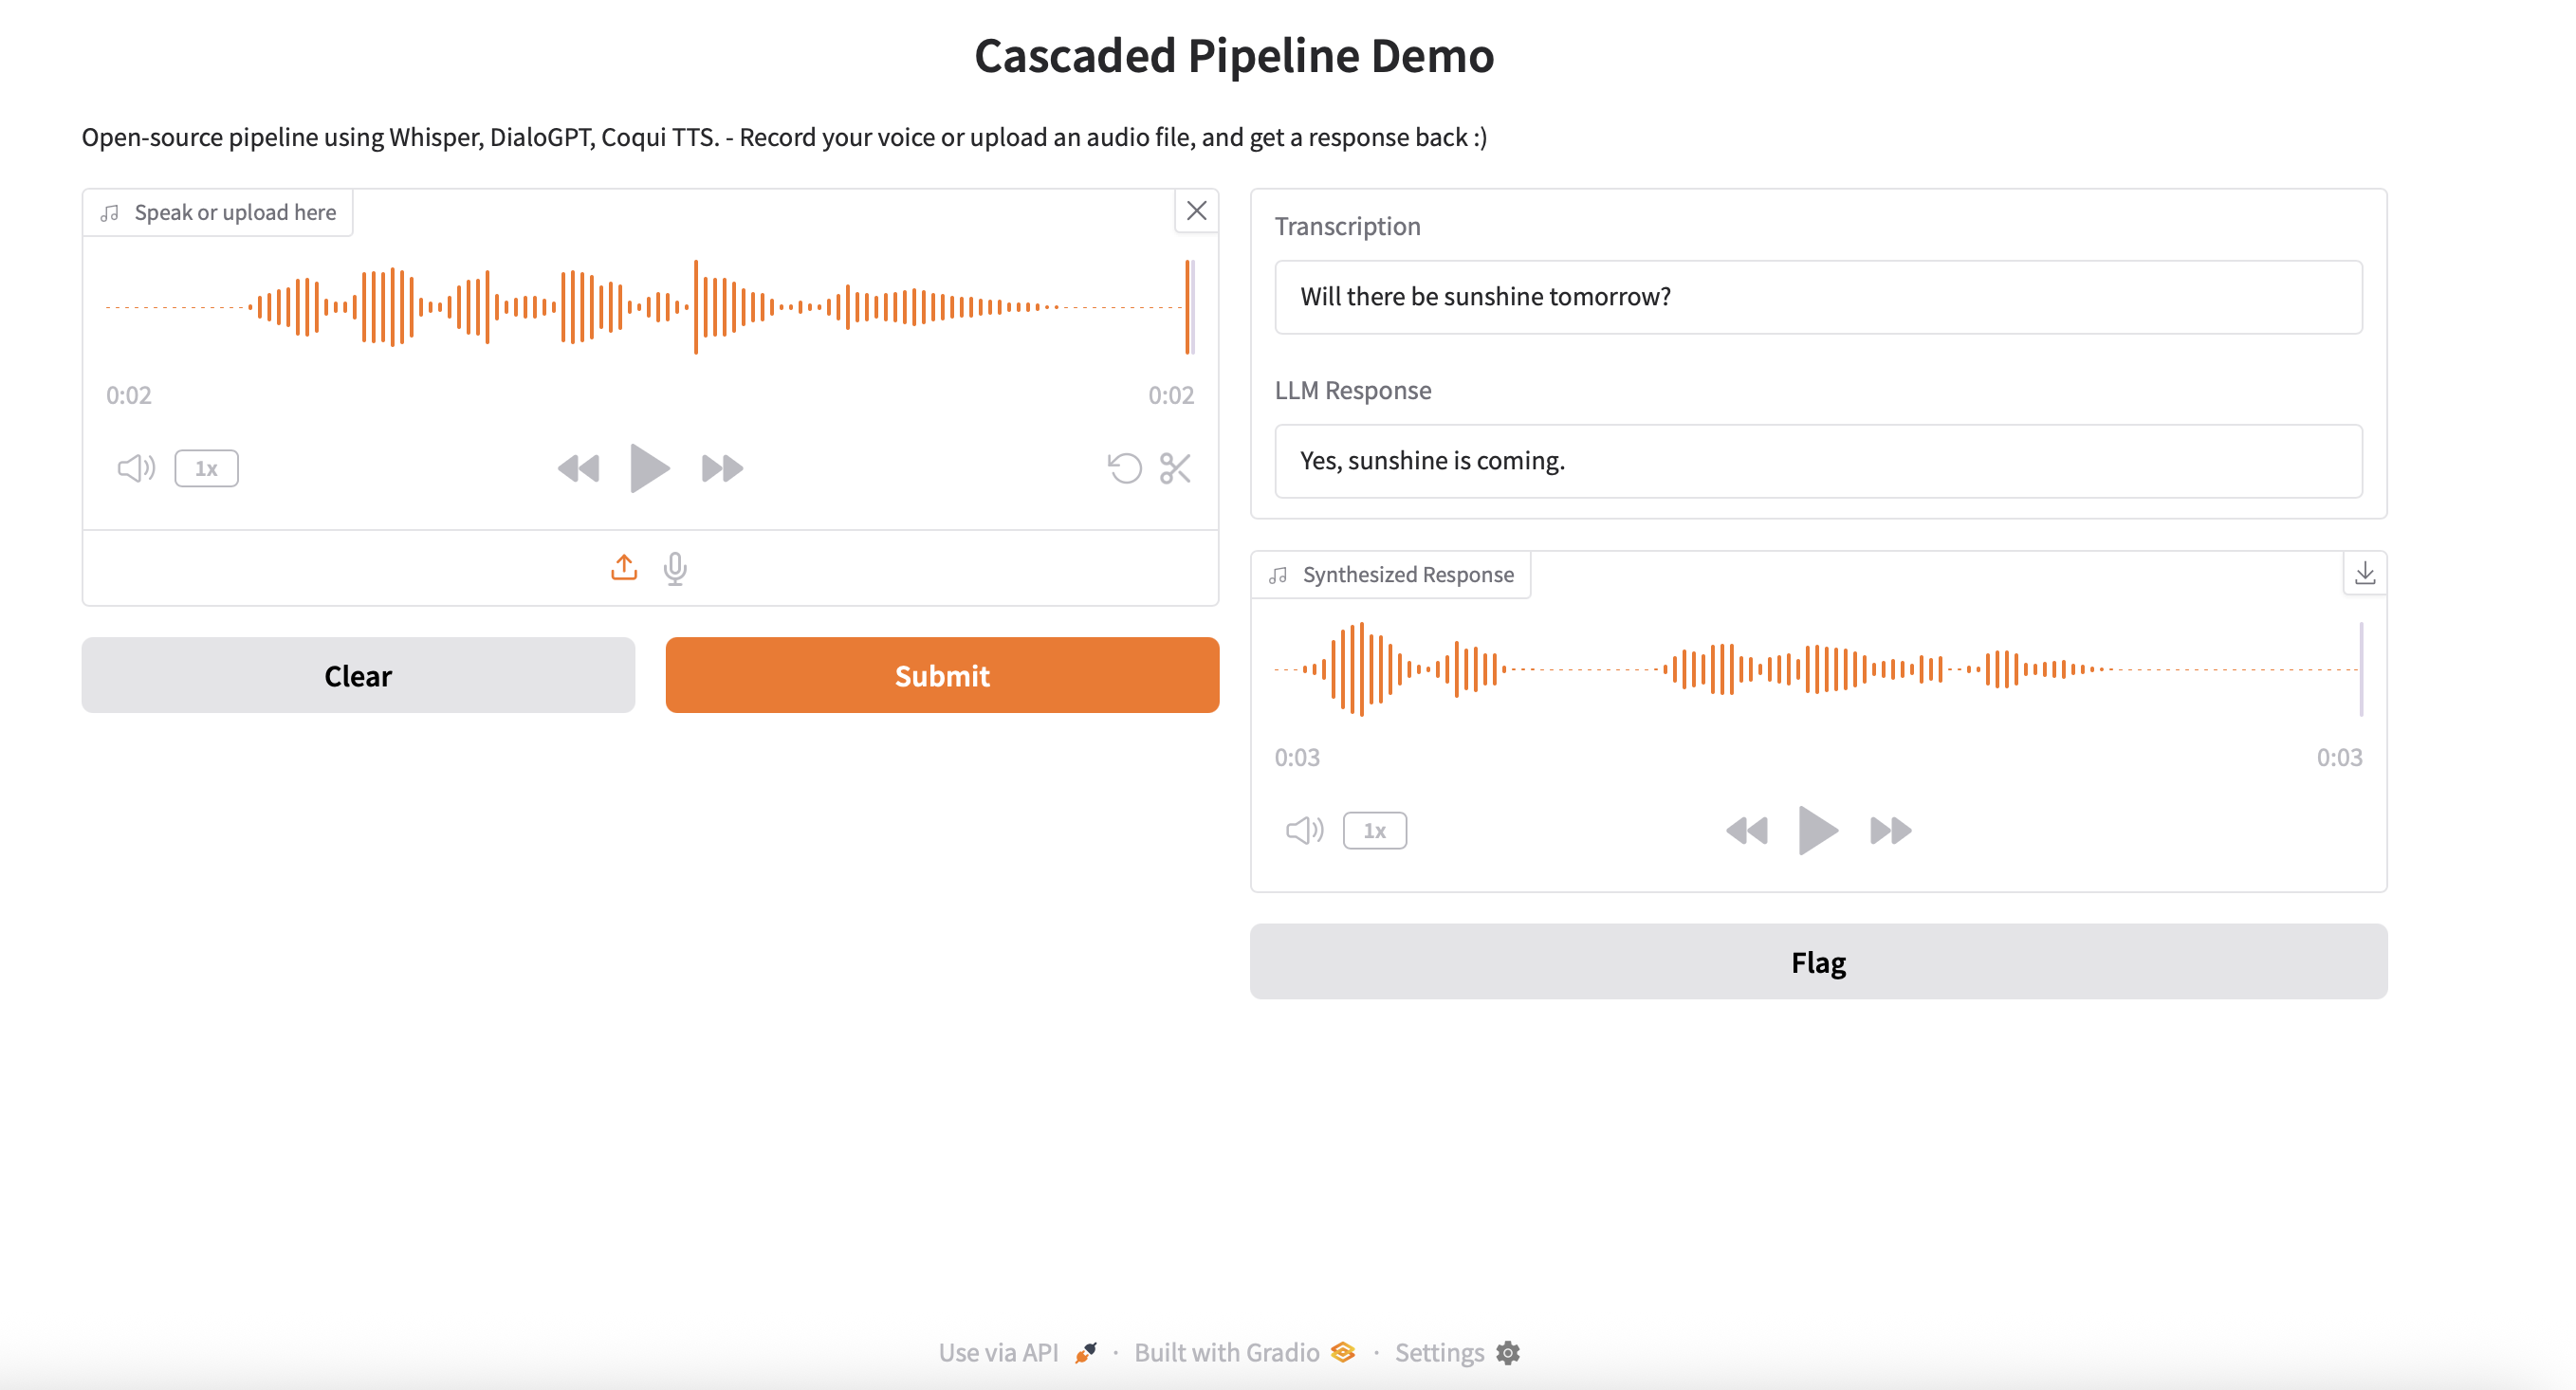 Cascaded Pipeline Demo
Open-source pipeline using Whisper, DialoGPT, Coqui TTS. - Record your voice or upload an audio file, and get a response back :)
Speak or upload here
0:02
0:02
1x
Clear
Submit
Transcription
Will there be sunshine tomorrow?
LLM Response
Yes, sunshine is coming.
Synthesized Response
0:03
0:03
1x
Flag
Use via API · Built with Gradio · Settings